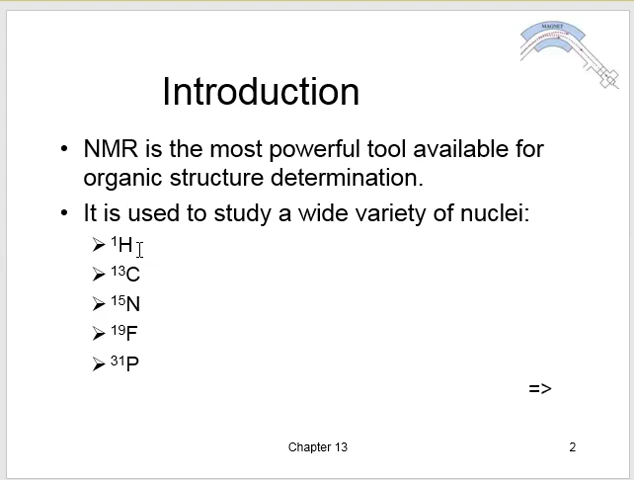 MAGNET
Introduction
• NMR is the most powerful tool available for
organic structure determination.
• It is used to study a wide variety of nuclei:
➢ ¹H
➢ ¹³C
➢ ¹⁵N
➢ ¹⁹F
➢ ³¹P
=>
Chapter 13
2